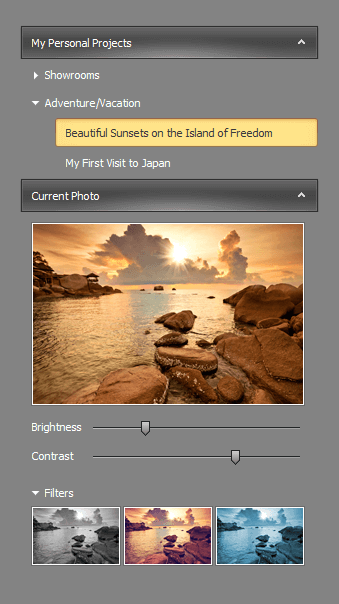 My Personal Projects
Showrooms
Adventure/Vacation
Beautiful Sunsets on the Island of Freedom
My First Visit to Japan
Current Photo
Brightness
Contrast
Filters